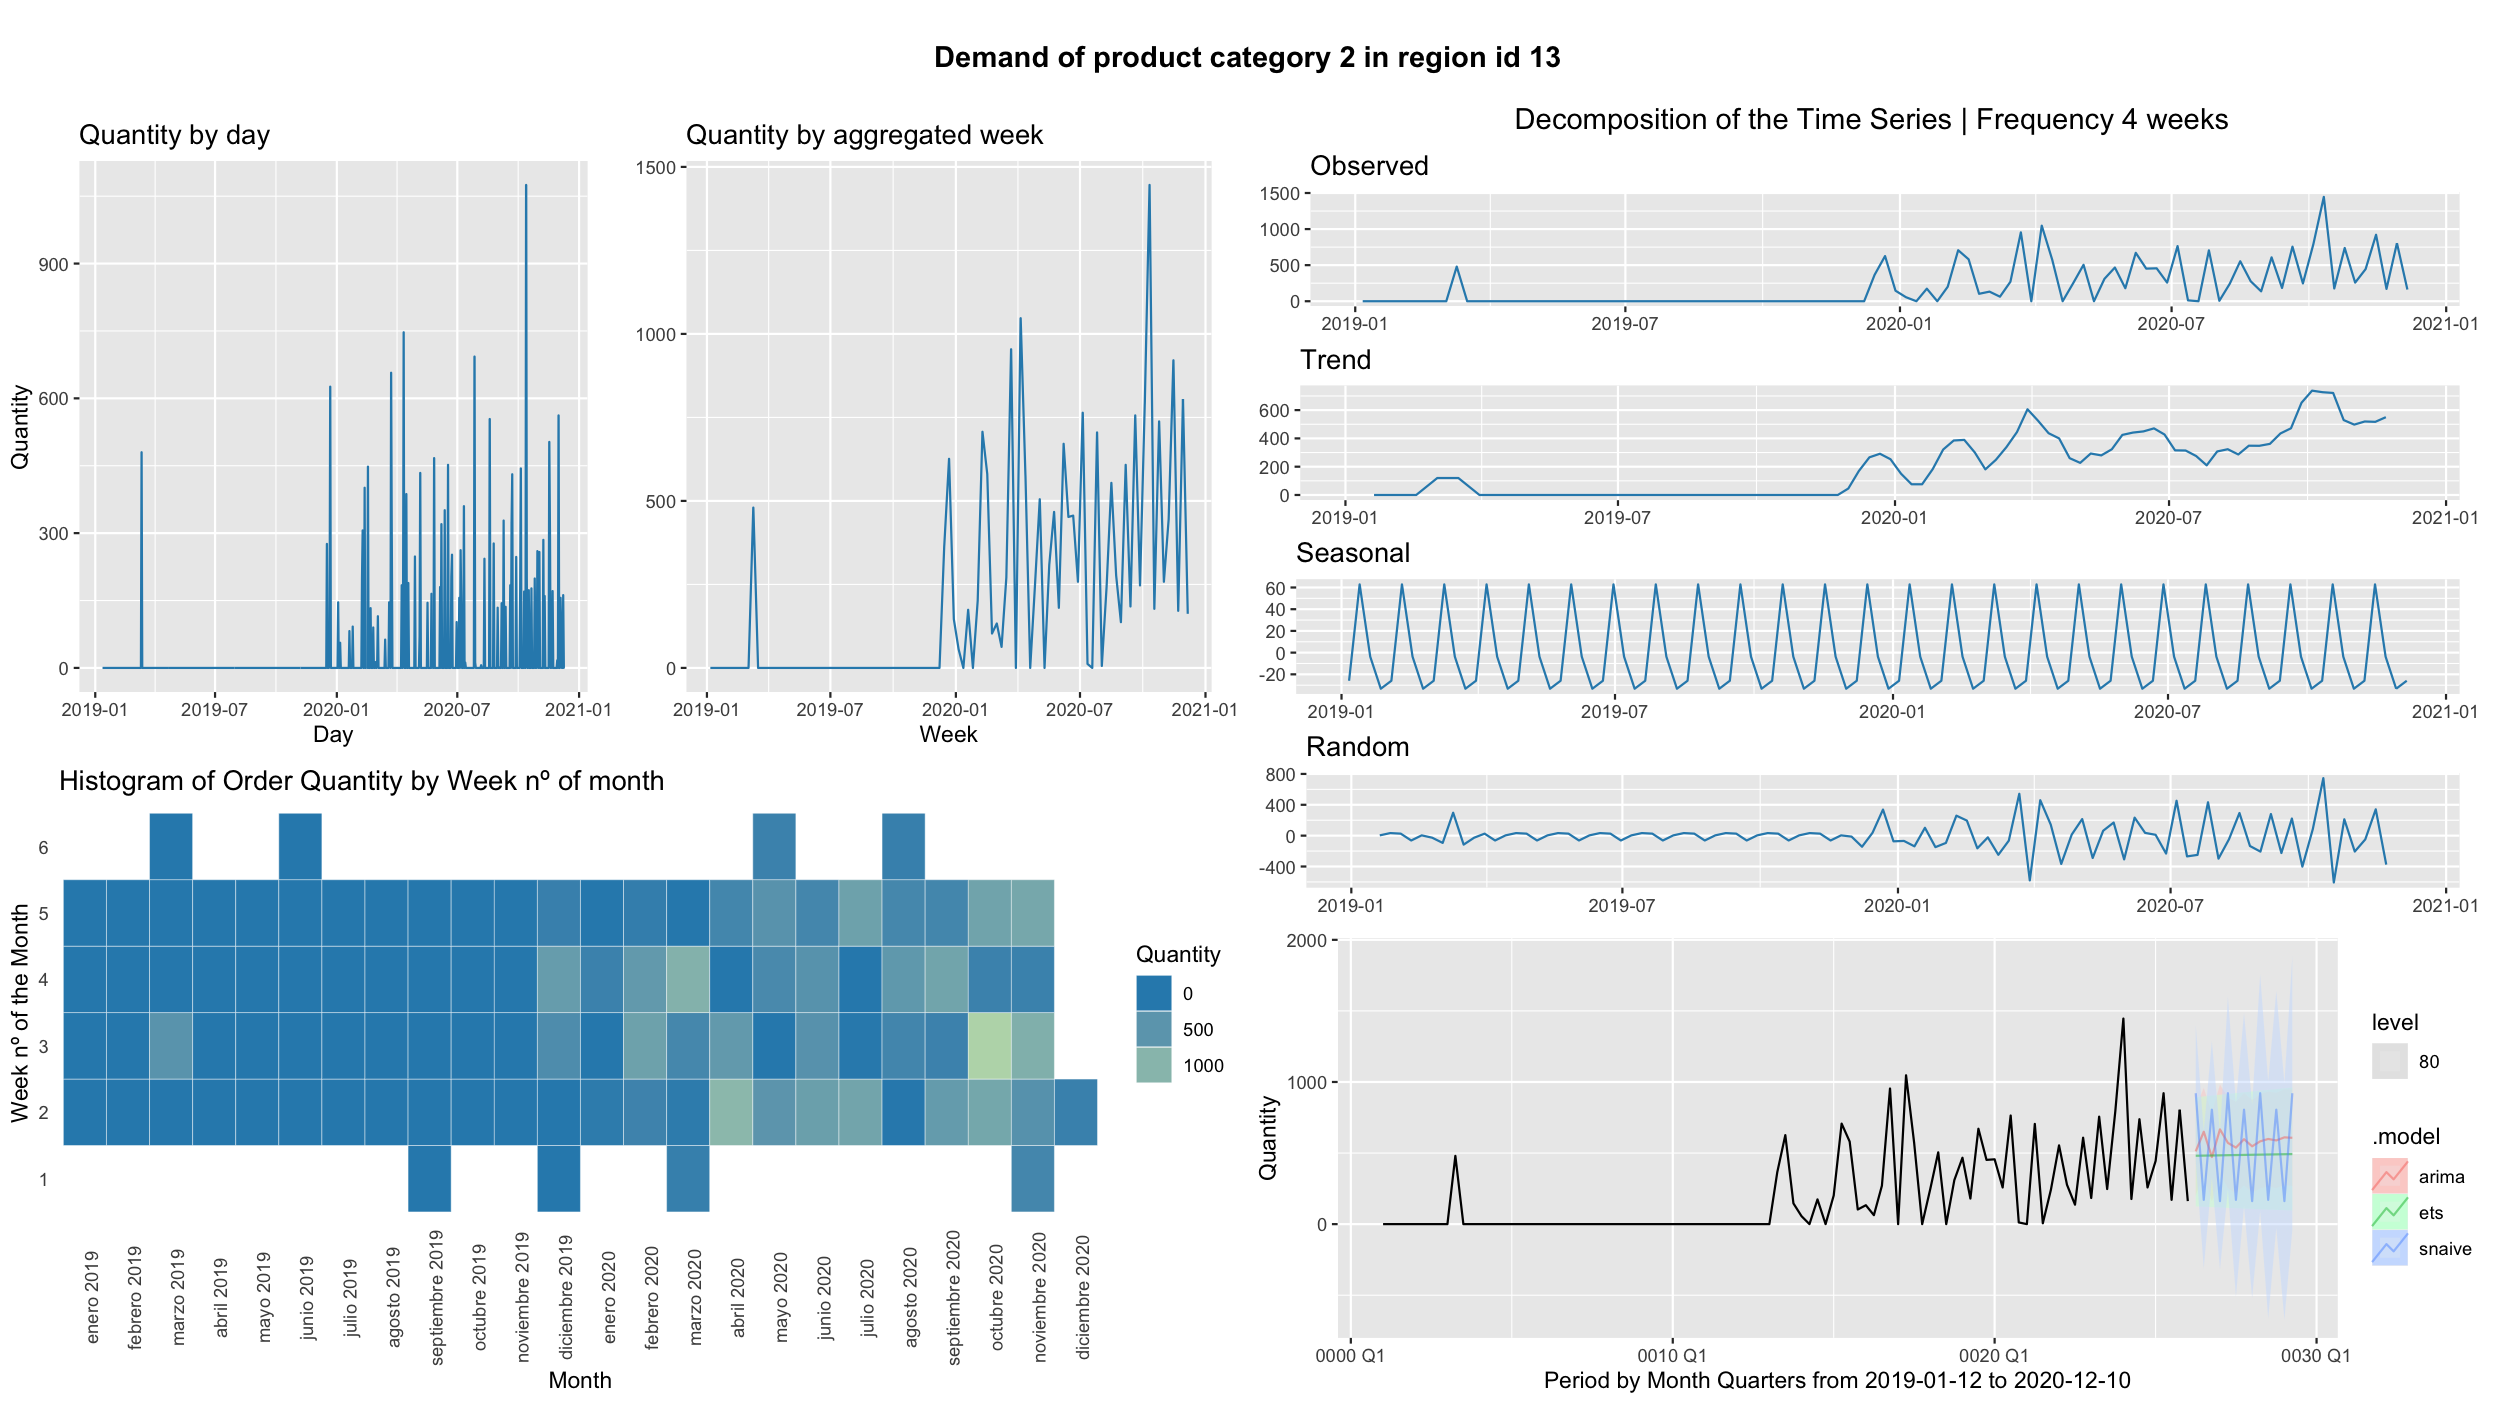 Demand of product category 2 in region id 13
Quantity by day
Quantity
900
600
300
0
2019-01 2019-07 2020-01 2020-07 2021-01
Day
Quantity by aggregated week
1500
1000
500
0
2019-01 2019-07 2020-01 2020-07 2021-01
Week
Decomposition of the Time Series | Frequency 4 weeks
Observed
1500
1000
500
0
2019-01 2019-07 2020-01 2020-07 2021-01
Trend
600
400
200
0
2019-01 2019-07 2020-01 2020-07 2021-01
Seasonal
60
40
20
0
-20
2019-01 2019-07 2020-01 2020-07 2021-01
Random
800
400
0
-400
2019-01 2019-07 2020-01 2020-07 2021-01
Histogram of Order Quantity by Week nº of month
Week nº of the Month
6
5
4
3
2
1
enero 2019
febrero 2019
marzo 2019
abril 2019
mayo 2019
junio 2019
julio 2019
agosto 2019
septiembre 2019
octubre 2019
noviembre 2019
diciembre 2019
enero 2020
febrero 2020
marzo 2020
abril 2020
mayo 2020
junio 2020
julio 2020
agosto 2020
septiembre 2020
octubre 2020
noviembre 2020
diciembre 2020
Month
Quantity
0
500
1000
Quantity
2000
1000
0
0000 Q1 0010 Q1 0020 Q1 0030 Q1
Period by Month Quarters from 2019-01-12 to 2020-12-10
level
80
.model
arima
ets
snaive